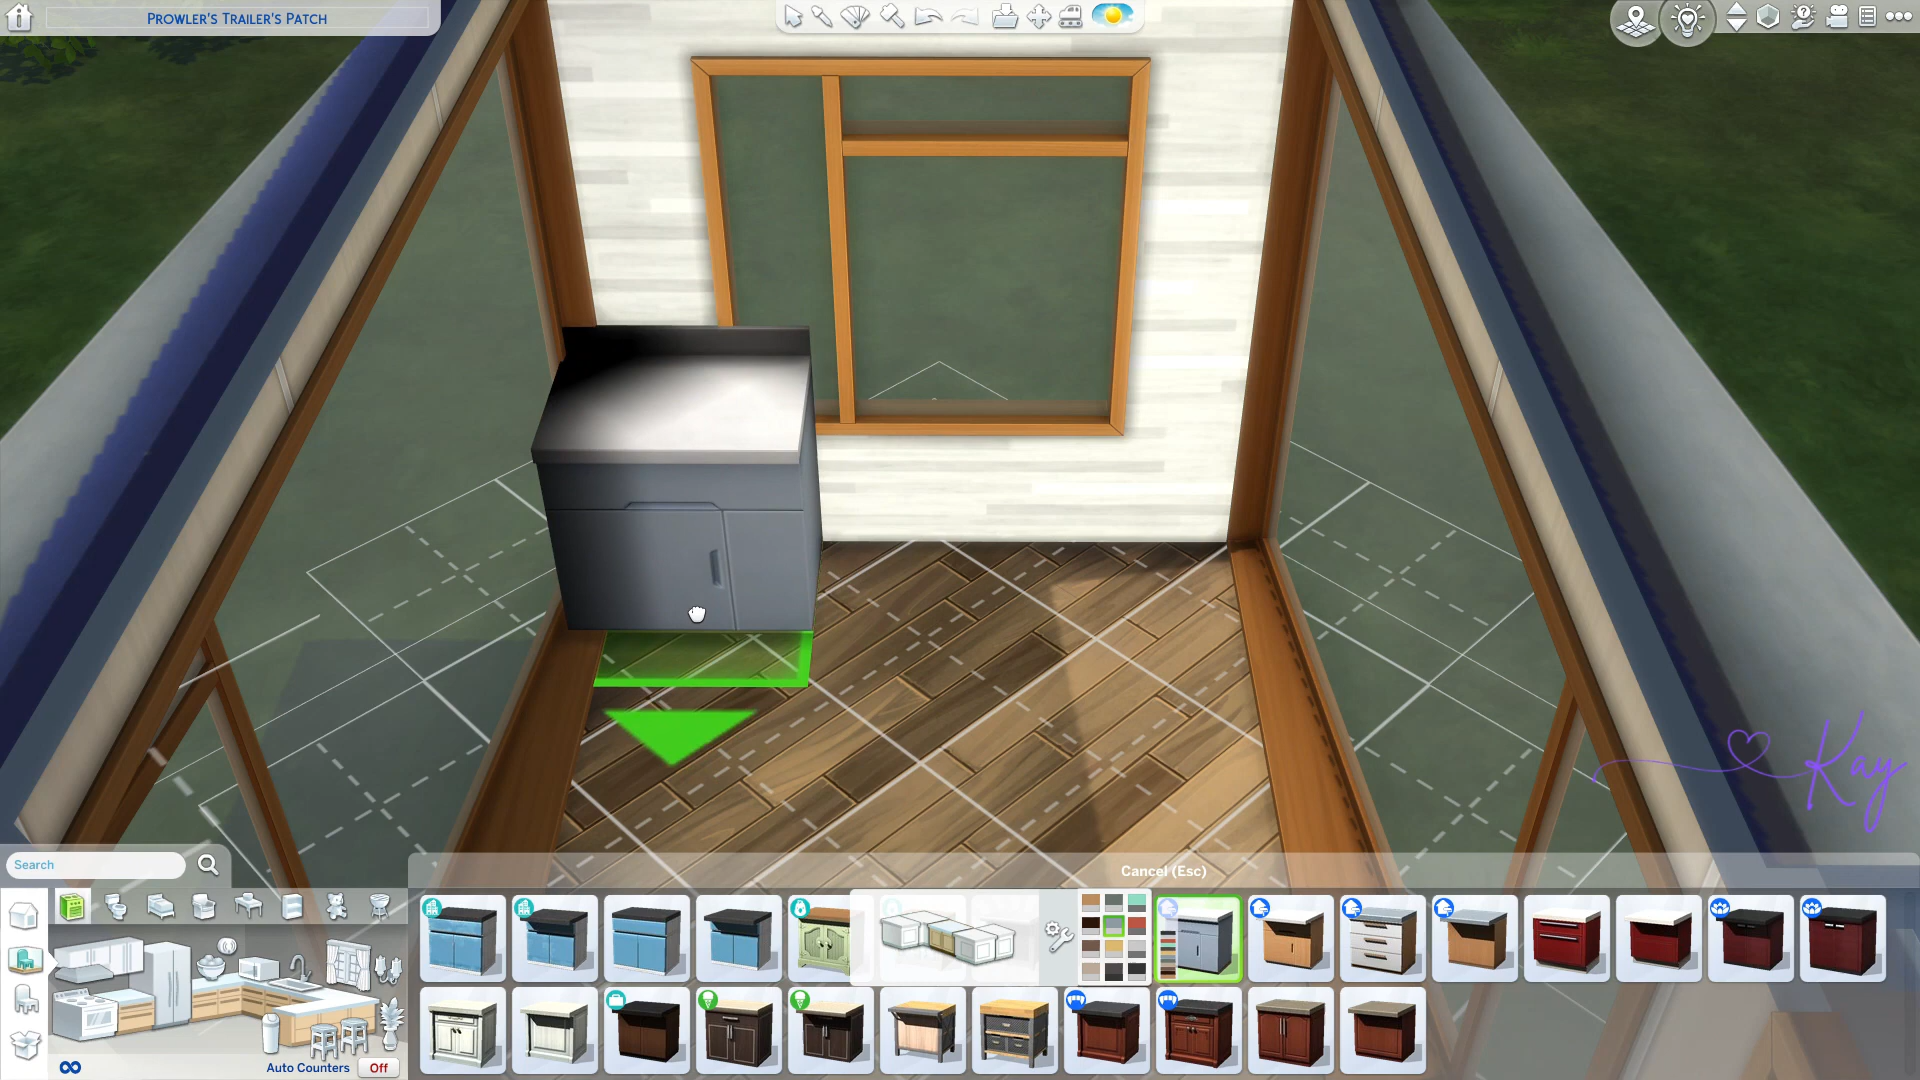 Prowler's Trailer's Patch
Kay
Search
Cancel (Esc)
Auto Counters
Off